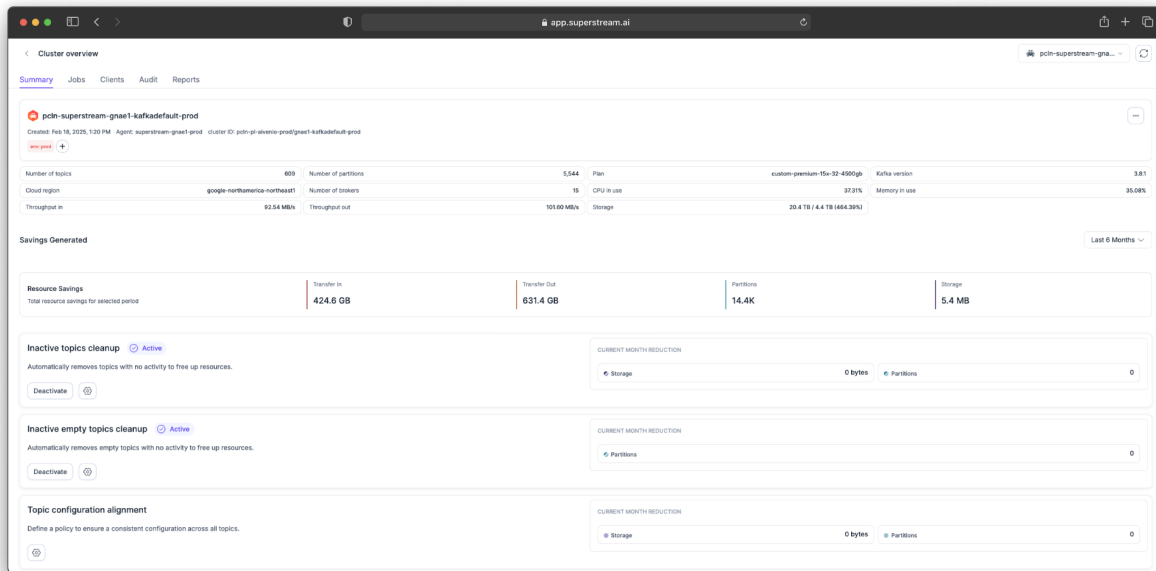 app.superstream.ai
Cluster overview
pcln-superstream-gnae...
Summary Jobs Clients Audit Reports
pcln-superstream-gnae1-kafkadefault-prod
Created: Feb 18, 2025, 1:20 PM Agent: superstream-gnae1-prod cluster ID: pcln-pl-aivenio-prod/gnae1-kafkadefault-prod
env:prod
Number of topics 609 Number of partitions 5,544 Plan custom-premium-15x-32-4500gb Kafka version 3.8.1
Cloud region google-northamerica-northeast1 Number of brokers 15 CPU in use 37.31% Memory in use 35.08%
Throughput in 92.54 MB/s Throughput out 101.60 MB/s Storage 20.4 TB / 4.4 TB (464.39%)
Savings Generated
Last 6 Months
Resource Savings
Total resource savings for selected period
Transfer In
424.6 GB
Transfer Out
631.4 GB
Partitions
14.4K
Storage
5.4 MB
Inactive topics cleanup Active
Automatically removes topics with no activity to free up resources.
Deactivate
CURRENT MONTH REDUCTION
Storage 0 bytes Partitions 0
Inactive empty topics cleanup Active
Automatically removes empty topics with no activity to free up resources.
Deactivate
CURRENT MONTH REDUCTION
Partitions 0
Topic configuration alignment
Define a policy to ensure a consistent configuration across all topics.
CURRENT MONTH REDUCTION
Storage 0 bytes Partitions 0